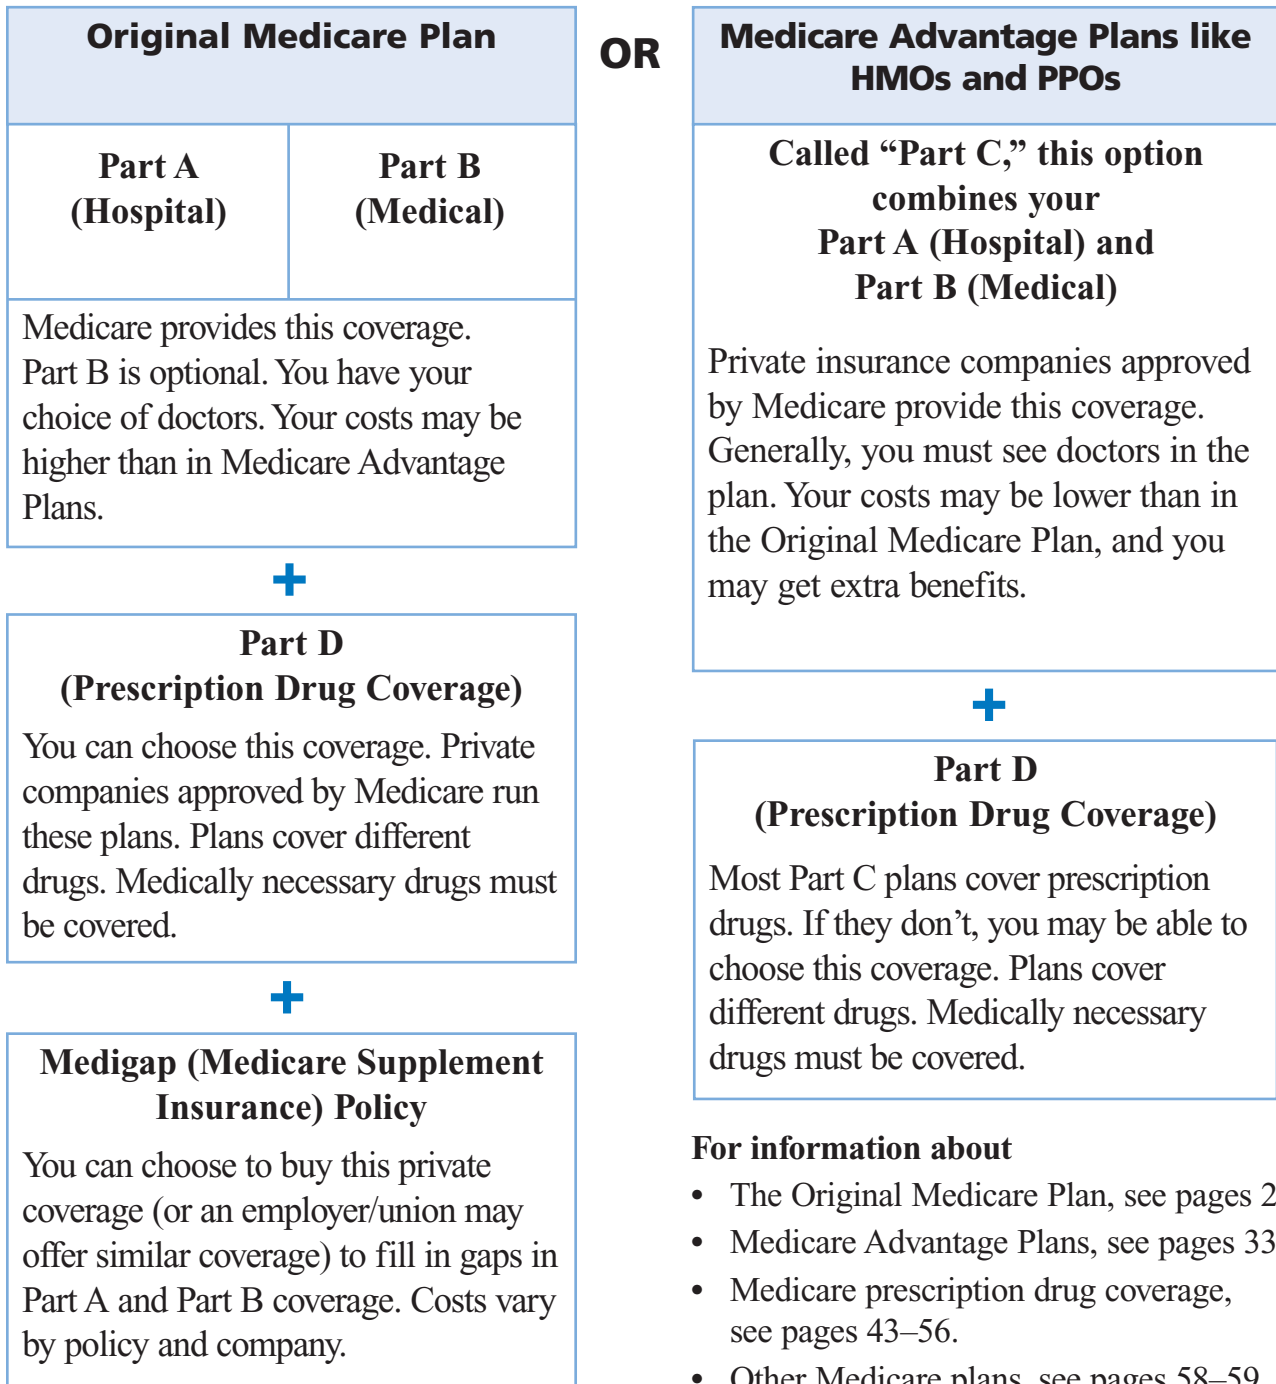 Original Medicare Plan
Part A
(Hospital)
Part B
(Medical)
Medicare provides this coverage.
Part B is optional. You have your
choice of doctors. Your costs may be
higher than in Medicare Advantage
Plans.
+
Part D
(Prescription Drug Coverage)
You can choose this coverage. Private
companies approved by Medicare run
these plans. Plans cover different
drugs. Medically necessary drugs must
be covered.
+
Medigap (Medicare Supplement
Insurance) Policy
You can choose to buy this private
coverage (or an employer/union may
offer similar coverage) to fill in gaps in
Part A and Part B coverage. Costs vary
by policy and company.
OR
Medicare Advantage Plans like
HMOs and PPOs
Called “Part C,” this option
combines your
Part A (Hospital) and
Part B (Medical)
Private insurance companies approved
by Medicare provide this coverage.
Generally, you must see doctors in the
plan. Your costs may be lower than in
the Original Medicare Plan, and you
may get extra benefits.
+
Part D
(Prescription Drug Coverage)
Most Part C plans cover prescription
drugs. If they don’t, you may be able to
choose this coverage. Plans cover
different drugs. Medically necessary
drugs must be covered.
For information about
• The Original Medicare Plan, see pages 2
• Medicare Advantage Plans, see pages 33
• Medicare prescription drug coverage,
see pages 43–56.
• Other Medicare plans, see pages 58–59